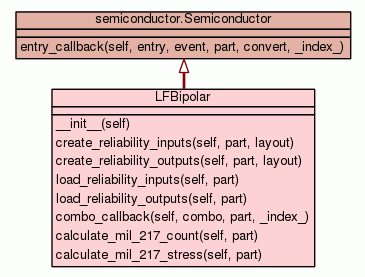 semiconductor.Semiconductor
entry_callback(self, entry, event, part, convert, _index_)
LFBipolar
__init__(self)
create_reliability_inputs(self, part, layout)
create_reliability_outputs(self, part, layout)
load_reliability_inputs(self, part)
load_reliability_outputs(self, part)
combo_callback(self, combo, part, _index_)
calculate_mil_217_count(self, part)
calculate_mil_217_stress(self, part)